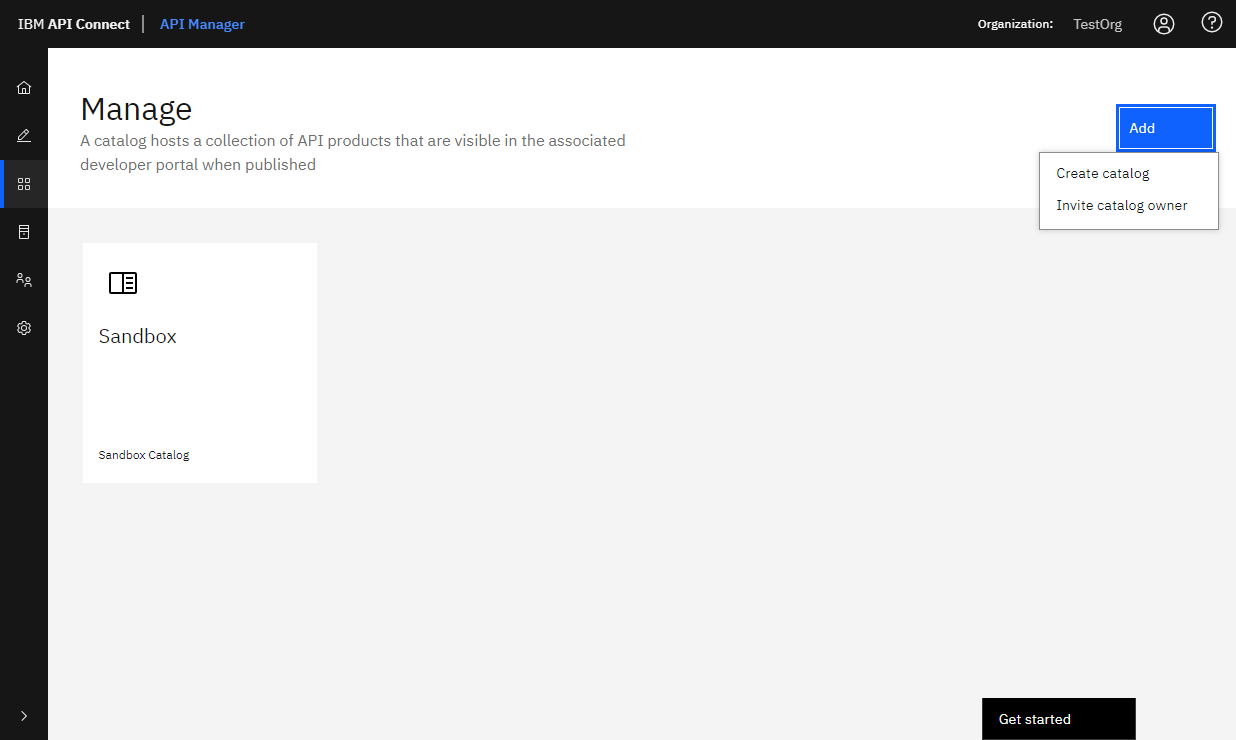 IBM API Connect | API Manager
Organization: TestOrg
Manage
A catalog hosts a collection of API products that are visible in the associated
developer portal when published
Add
Create catalog
Invite catalog owner
Sandbox
Sandbox Catalog
Get started